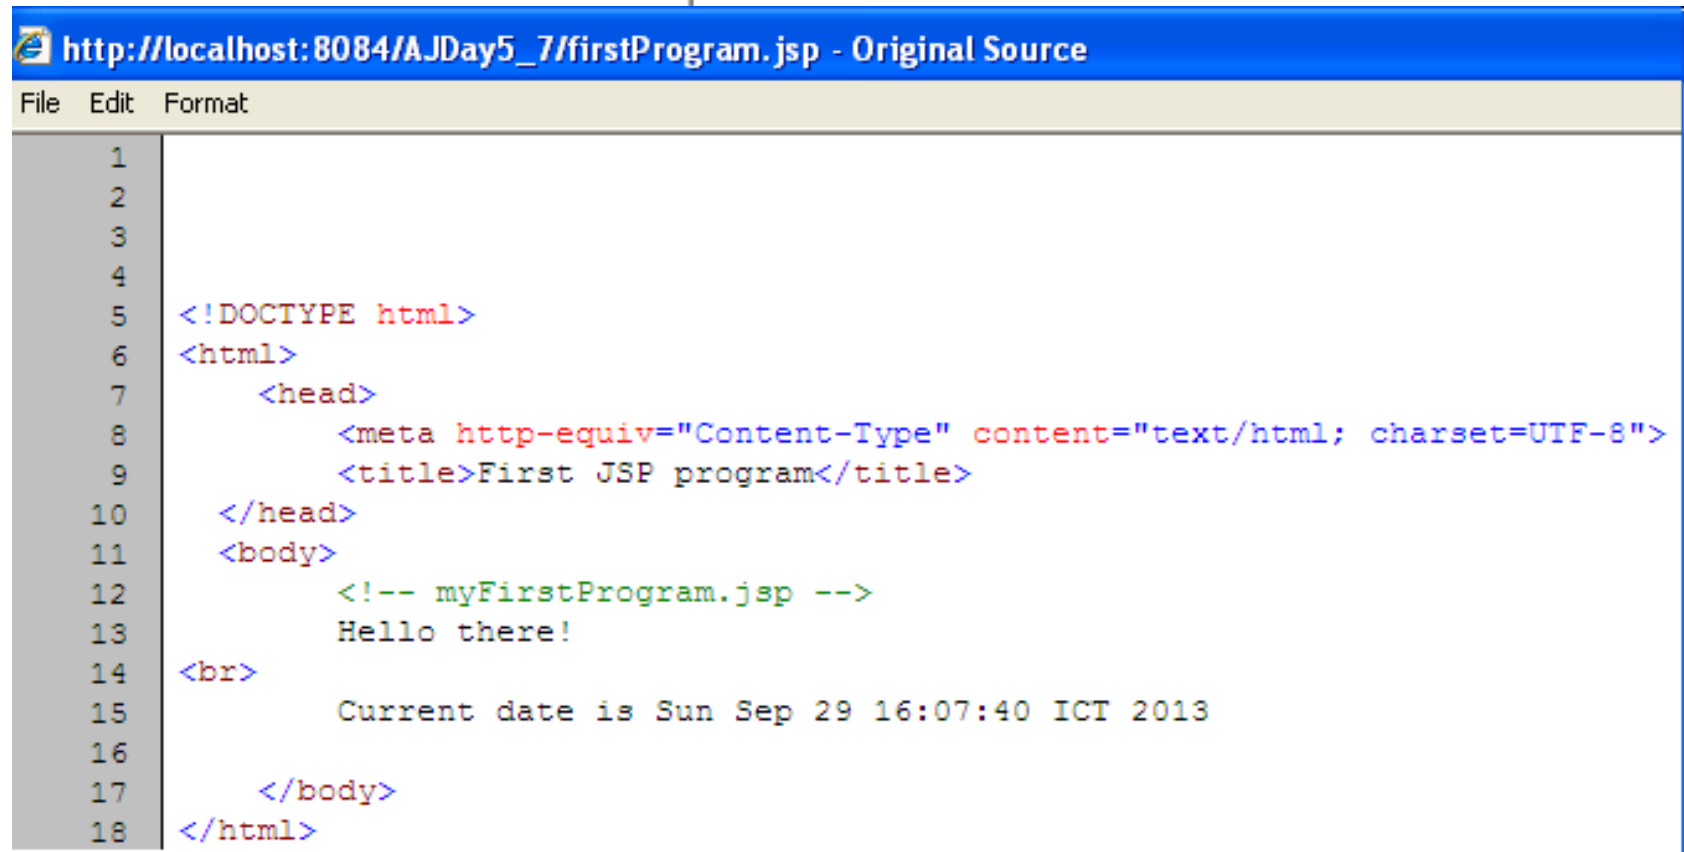 http://localhost:8084/AJDay5_7/firstProgram.jsp - Original Source
File Edit Format
1
2
3
4
5 <!DOCTYPE html>
6 <html>
7 <head>
8 <meta http-equiv="Content-Type" content="text/html; charset=UTF-8">
9 <title>First JSP program</title>
10 </head>
11 <body>
12 <!-- myFirstProgram.jsp -->
13 Hello there!
14 <br>
15 Current date is Sun Sep 29 16:07:40 ICT 2013
16
17 </body>
18 </html>